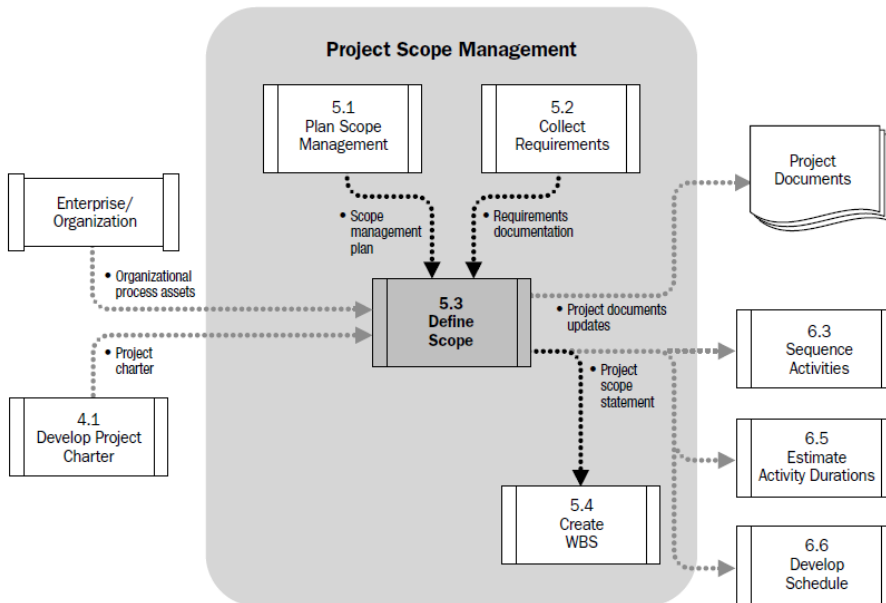 Project Scope Management
5.1
Plan Scope
Management
5.2
Collect
Requirements
Project
Documents
Enterprise/
Organization
• Scope
management
plan
• Requirements
documentation
• Organizational
process assets
5.3
Define
Scope
• Project documents
updates
• Project
charter
• Project
scope
statement
6.3
Sequence
Activities
4.1
Develop Project
Charter
6.5
Estimate
Activity Durations
5.4
Create
WBS
6.6
Develop
Schedule